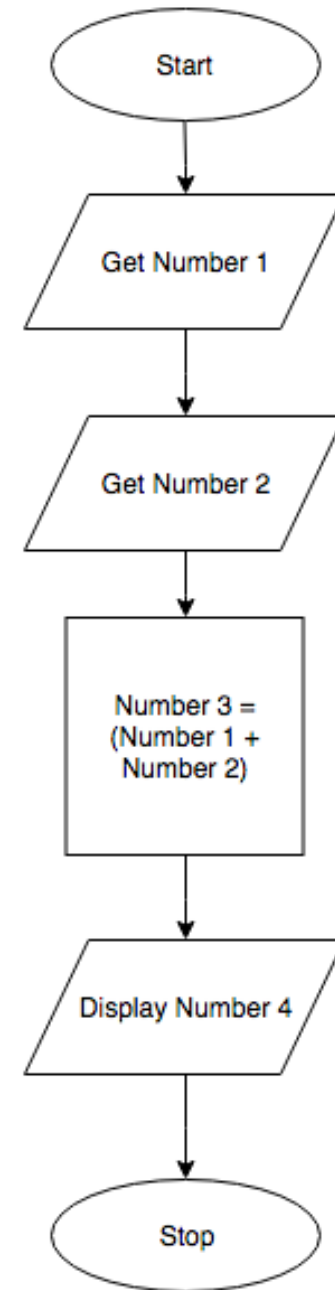 Start
Get Number 1
Get Number 2
Number 3 =
(Number 1 +
Number 2)
Display Number 4
Stop